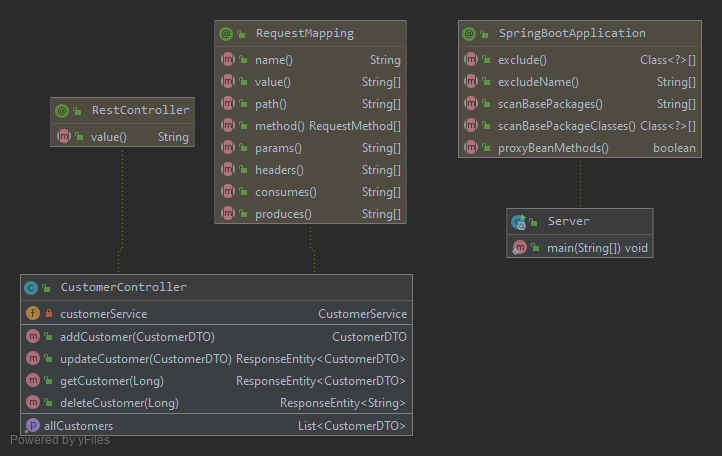 RequestMapping
name() String
value() String[]
path() String[]
method() RequestMethod[]
params() String[]
headers() String[]
consumes() String[]
produces() String[]
SpringBootApplication
exclude() Class<?>[]
excludeName() String[]
scanBasePackages() String[]
scanBasePackageClasses() Class<?>[]
proxyBeanMethods() boolean
RestController
value() String
Server
main(String[]) void
CustomerController
customerService CustomerService
addCustomer(CustomerDTO) CustomerDTO
updateCustomer(CustomerDTO) ResponseEntity<CustomerDTO>
getCustomer(Long) ResponseEntity<CustomerDTO>
deleteCustomer(Long) ResponseEntity<String>
allCustomers List<CustomerDTO>
Powered by yFiles